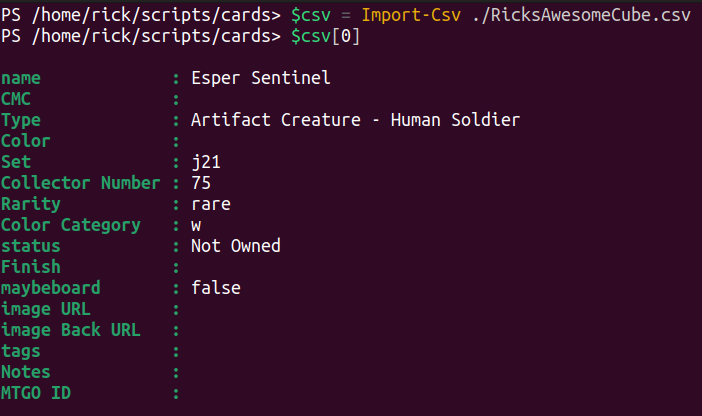 PS /home/rick/scripts/cards> $csv = Import-Csv ./RicksAwesomeCube.csv
PS /home/rick/scripts/cards> $csv[0]

name             : Esper Sentinel
CMC              :
Type             : Artifact Creature - Human Soldier
Color            :
Set              : j21
Collector Number : 75
Rarity           : rare
Color Category   : w
status           : Not Owned
Finish           :
maybeboard       : false
image URL        :
image Back URL   :
tags             :
Notes            :
MTGO ID          :